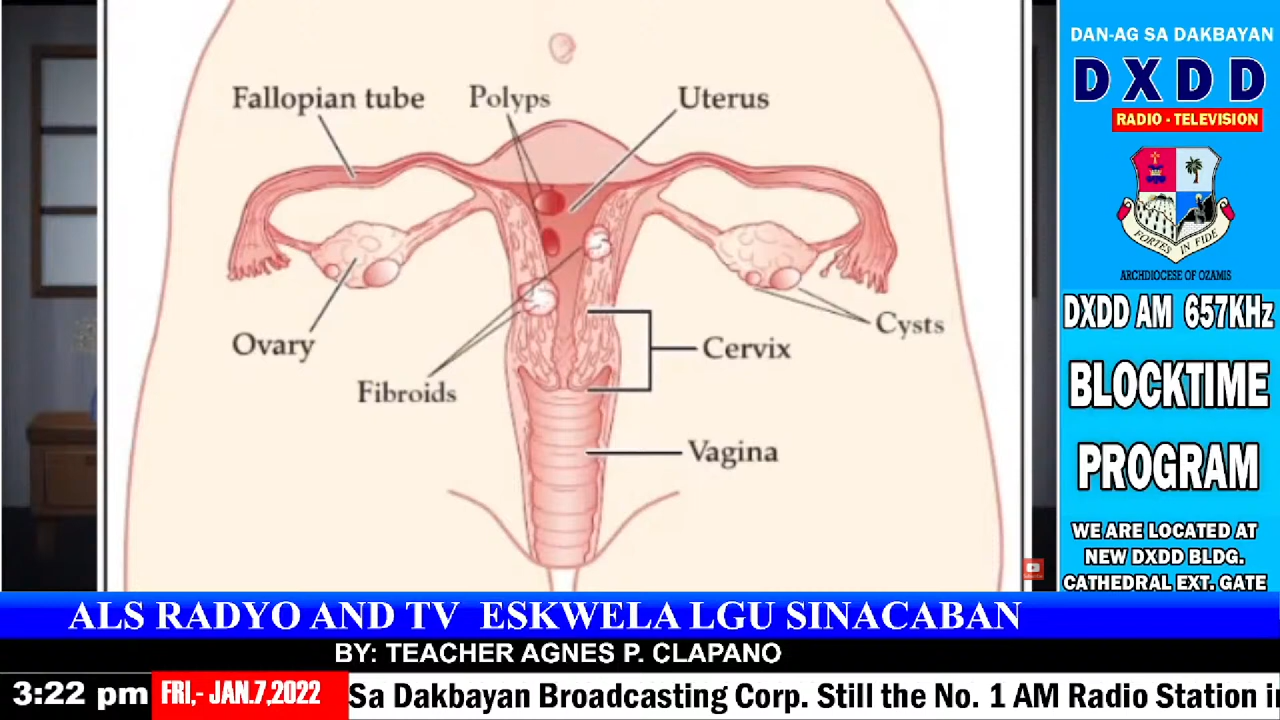 Fallopian tube
Polyps
Uterus
Ovary
Fibroids
Cervix
Cysts
Vagina
DAN-AG SA DAKBAYAN
DXDD
RADIO - TELEVISION
FORTES IN FIDE
ARCHDIOCESE OF OZAMIS
DXDD AM 657KHz
BLOCKTIME
PROGRAM
WE ARE LOCATED AT
NEW DXDD BLDG.
CATHEDRAL EXT. GATE
ALS RADYO AND TV ESKWELA LGU SINACABAN
BY: TEACHER AGNES P. CLAPANO
3:22 pm
FRI,- JAN.7,2022
Sa Dakbayan Broadcasting Corp. Still the No. 1 AM Radio Station i